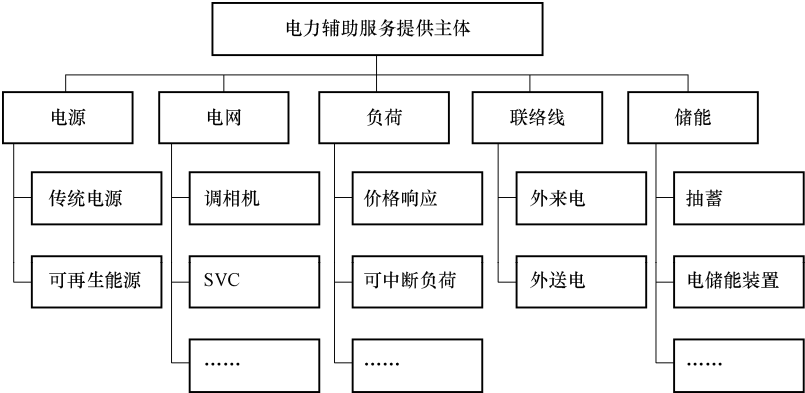 电力辅助服务提供主体
电源
电网
负荷
联络线
储能
传统电源
调相机
价格响应
外来电
抽蓄
可再生能源
SVC
可中断负荷
外送电
电储能装置
……
……
……